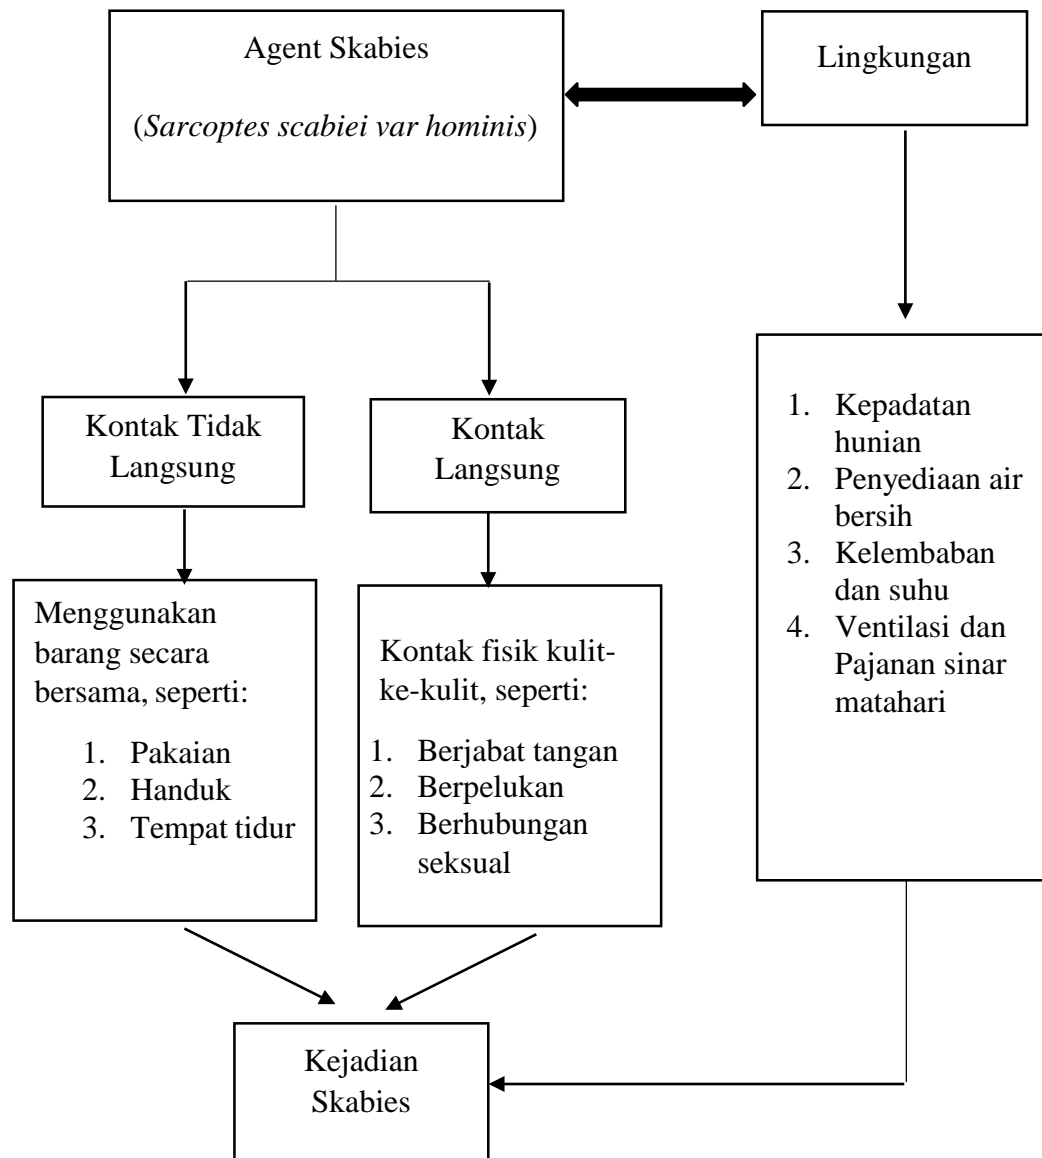 Agent Skabies
(Sarcoptes scabiei var hominis)
Lingkungan
Kontak Tidak
Langsung
Kontak
Langsung
Menggunakan
barang secara
bersama, seperti:
1. Pakaian
2. Handuk
3. Tempat tidur
Kontak fisik kulit-
ke-kulit, seperti:
1. Berjabat tangan
2. Berpelukan
3. Berhubungan
seksual
1. Kepadatan
hunian
2. Penyediaan air
bersih
3. Kelembaban
dan suhu
4. Ventilasi dan
Pajanan sinar
matahari
Kejadian
Skabies